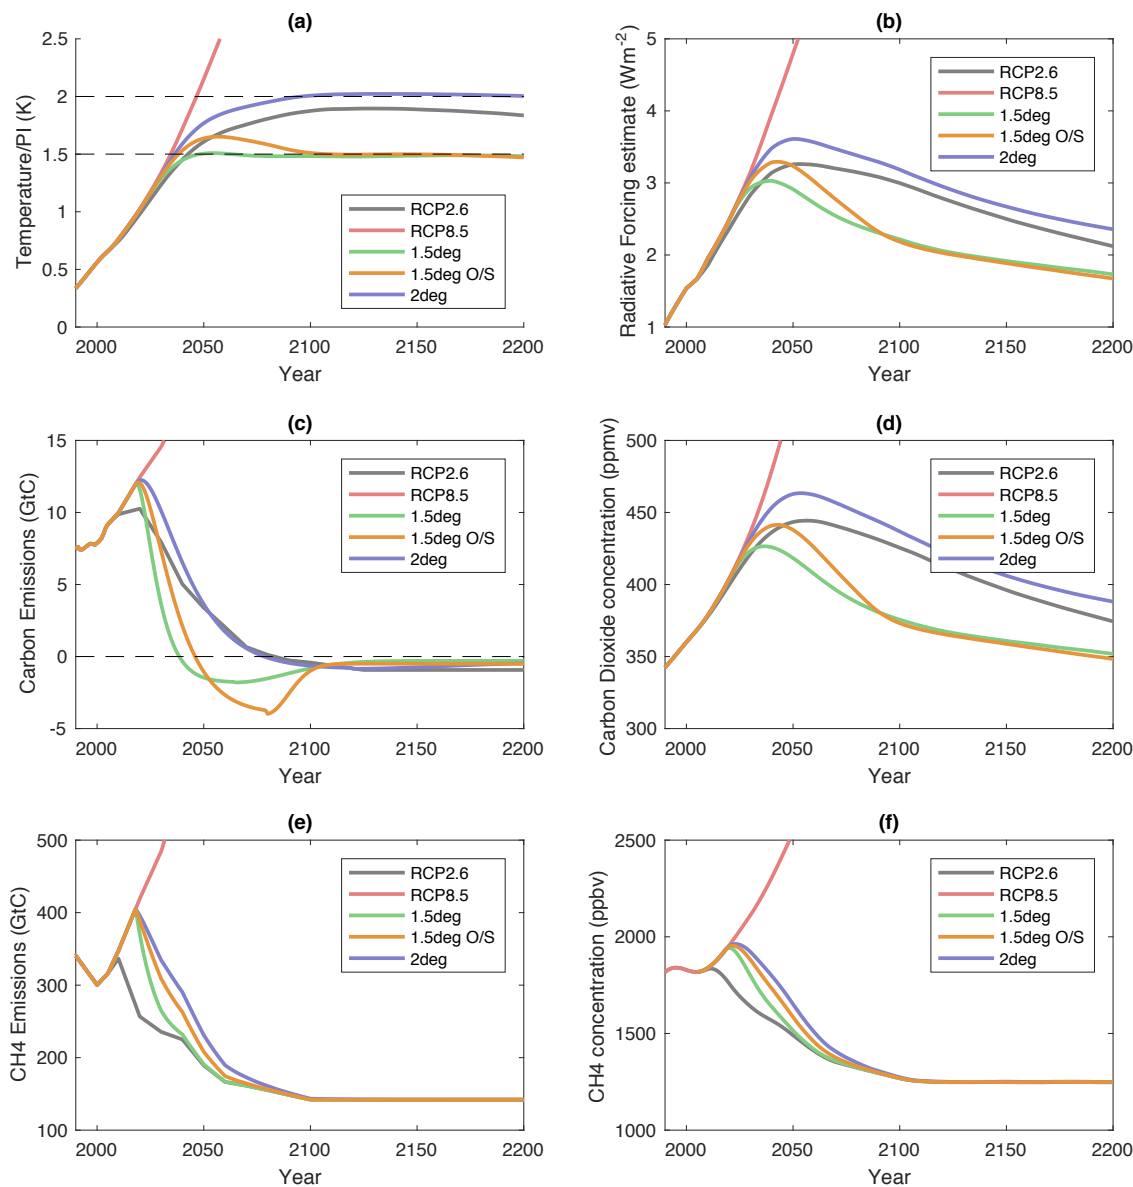 (a)
Temperature/PI (K)
2.5
2
1.5
1
0.5
0
RCP2.6
RCP8.5
1.5deg
1.5deg O/S
2deg
2000 2050 2100 2150 2200
Year
(b)
Radiative Forcing estimate (Wm-2)
5
4
3
2
1
RCP2.6
RCP8.5
1.5deg
1.5deg O/S
2deg
2000 2050 2100 2150 2200
Year
(c)
Carbon Emissions (GtC)
15
10
5
0
-5
RCP2.6
RCP8.5
1.5deg
1.5deg O/S
2deg
2000 2050 2100 2150 2200
Year
(d)
Carbon Dioxide concentration (ppmv)
500
450
400
350
300
RCP2.6
RCP8.5
1.5deg
1.5deg O/S
2deg
2000 2050 2100 2150 2200
Year
(e)
CH4 Emissions (GtC)
500
400
300
200
100
RCP2.6
RCP8.5
1.5deg
1.5deg O/S
2deg
2000 2050 2100 2150 2200
Year
(f)
CH4 concentration (ppbv)
2500
2000
1500
1000
RCP2.6
RCP8.5
1.5deg
1.5deg O/S
2deg
2000 2050 2100 2150 2200
Year